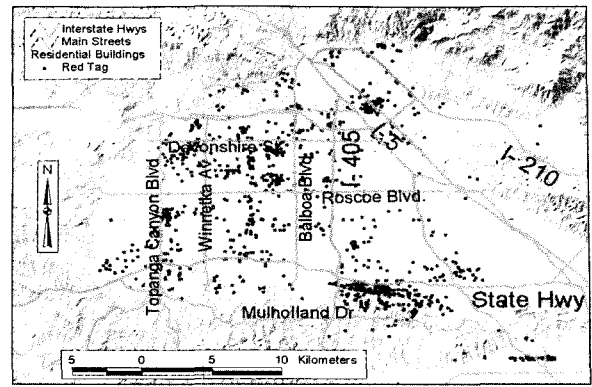 Interstate Hwys
Main Streets
Residential Buildings
Red Tag
N
Devonshire St
I-405
I-5
I-210
Topanga Canyon Blvd
Winnetka Av
Balboa Blvd
Roscoe Blvd.
State Hwy
Mulholland Dr
5 0 5 10 Kilometers